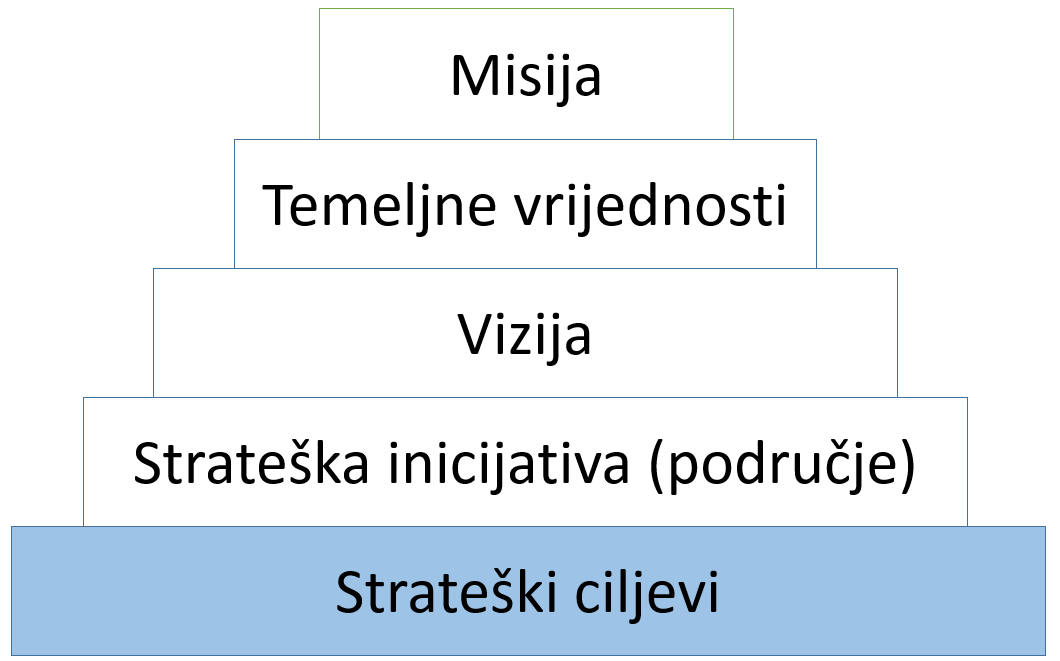 Misija
Temeljne vrijednosti
Vizija
Strateška inicijativa (područje)
Strateški ciljevi